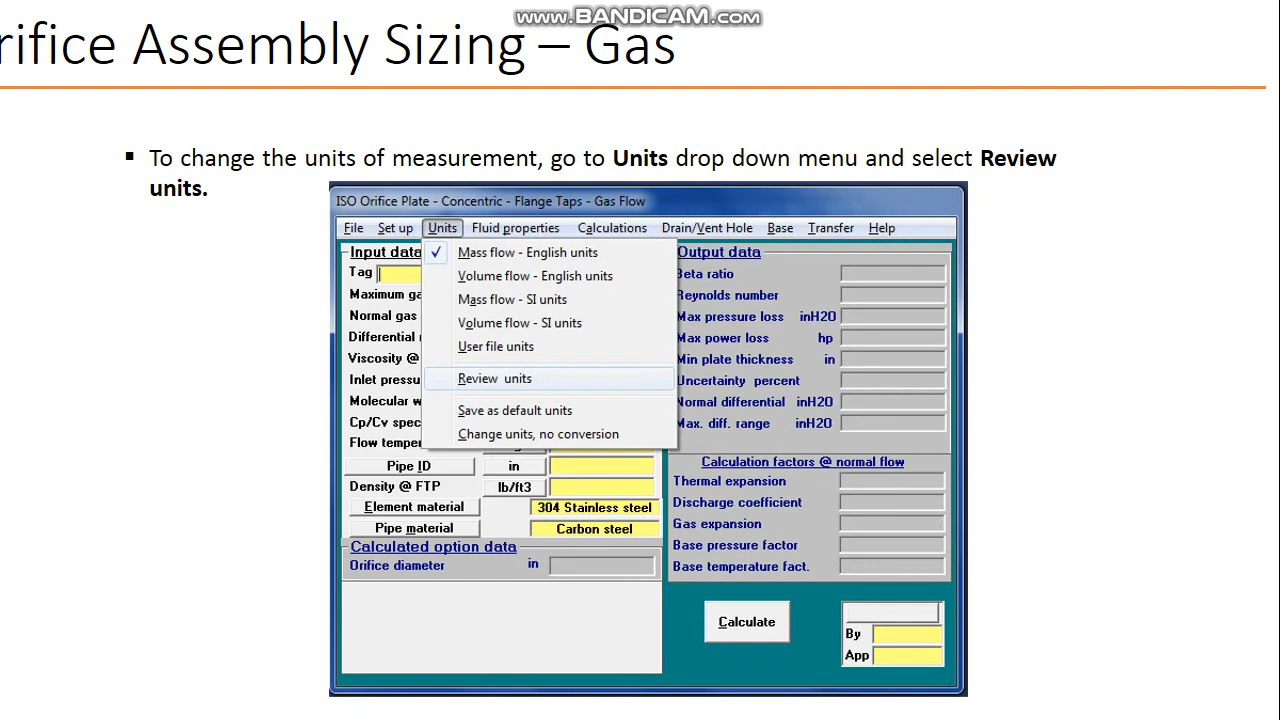 www.BANDICAM.com
rifice Assembly Sizing – Gas
▪ To change the units of measurement, go to Units drop down menu and select Review
units.
ISO Orifice Plate - Concentric - Flange Taps - Gas Flow
File Set up Units Fluid properties Calculations Drain/Vent Hole Base Transfer Help
Input data
Tag
Maximum ga
Normal gas
Differential
Viscosity @
Inlet pressu
Molecular w
Cp/Cv spec
Flow temper
Pipe ID in
Density @ FTP lb/ft3
Element material 304 Stainless steel
Pipe material Carbon steel
Calculated option data
Orifice diameter in
✓ Mass flow - English units
Volume flow - English units
Mass flow - SI units
Volume flow - SI units
User file units
Review units
Save as default units
Change units, no conversion
Output data
Beta ratio
Reynolds number
Max pressure loss inH2O
Max power loss hp
Min plate thickness in
Uncertainty percent
Normal differential inH2O
Max. diff. range inH2O
Calculation factors @ normal flow
Thermal expansion
Discharge coefficient
Gas expansion
Base pressure factor
Base temperature fact.
Calculate
By
App